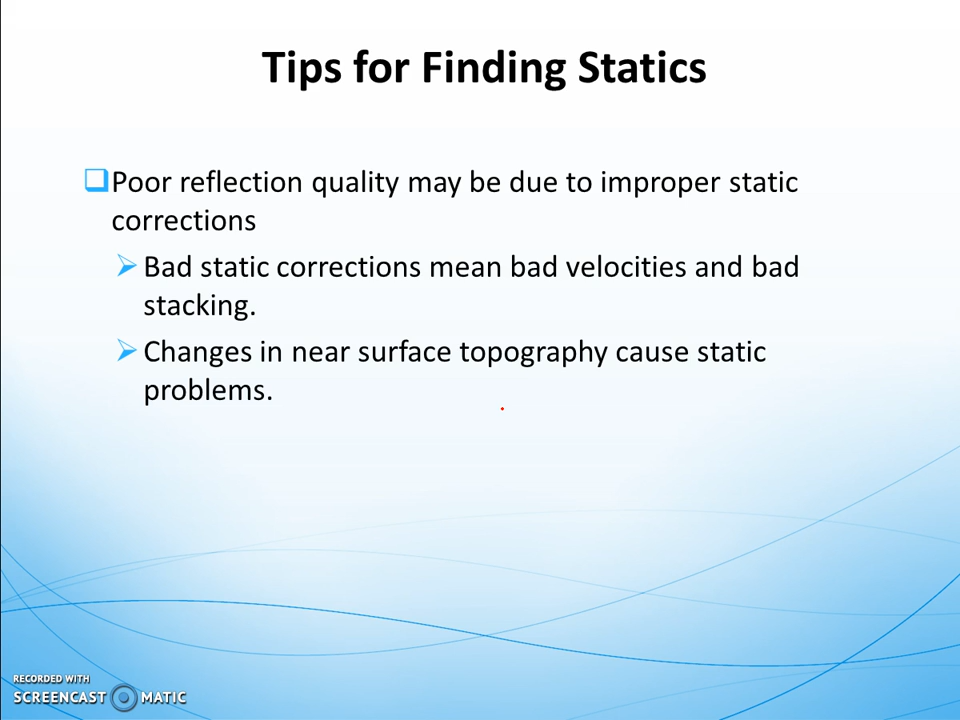 Tips for Finding Statics
Poor reflection quality may be due to improper static
corrections
Bad static corrections mean bad velocities and bad
stacking.
Changes in near surface topography cause static
problems.
RECORDED WITH
SCREENCAST MATIC